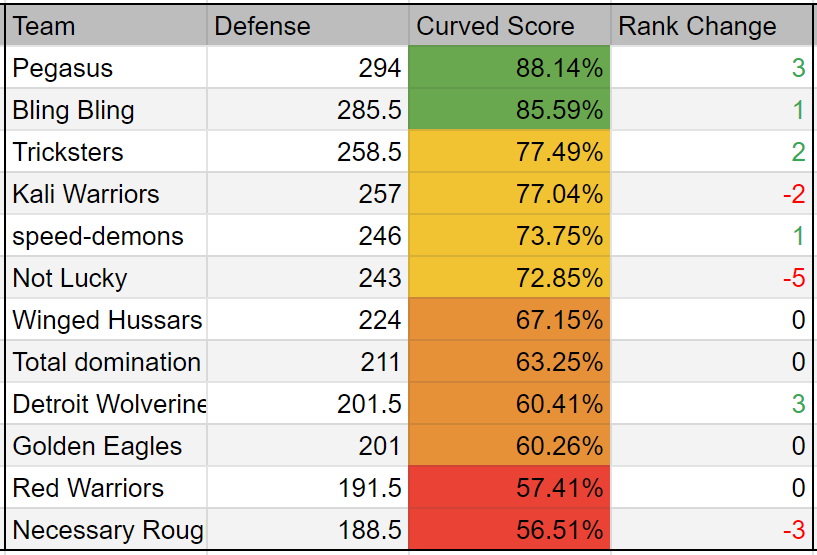 Team Defense Curved Score Rank Change
Pegasus 294 88.14% 3
Bling Bling 285.5 85.59% 1
Tricksters 258.5 77.49% 2
Kali Warriors 257 77.04% -2
speed-demons 246 73.75% 1
Not Lucky 243 72.85% -5
Winged Hussars 224 67.15% 0
Total domination 211 63.25% 0
Detroit Wolverine 201.5 60.41% 3
Golden Eagles 201 60.26% 0
Red Warriors 191.5 57.41% 0
Necessary Roug 188.5 56.51% -3